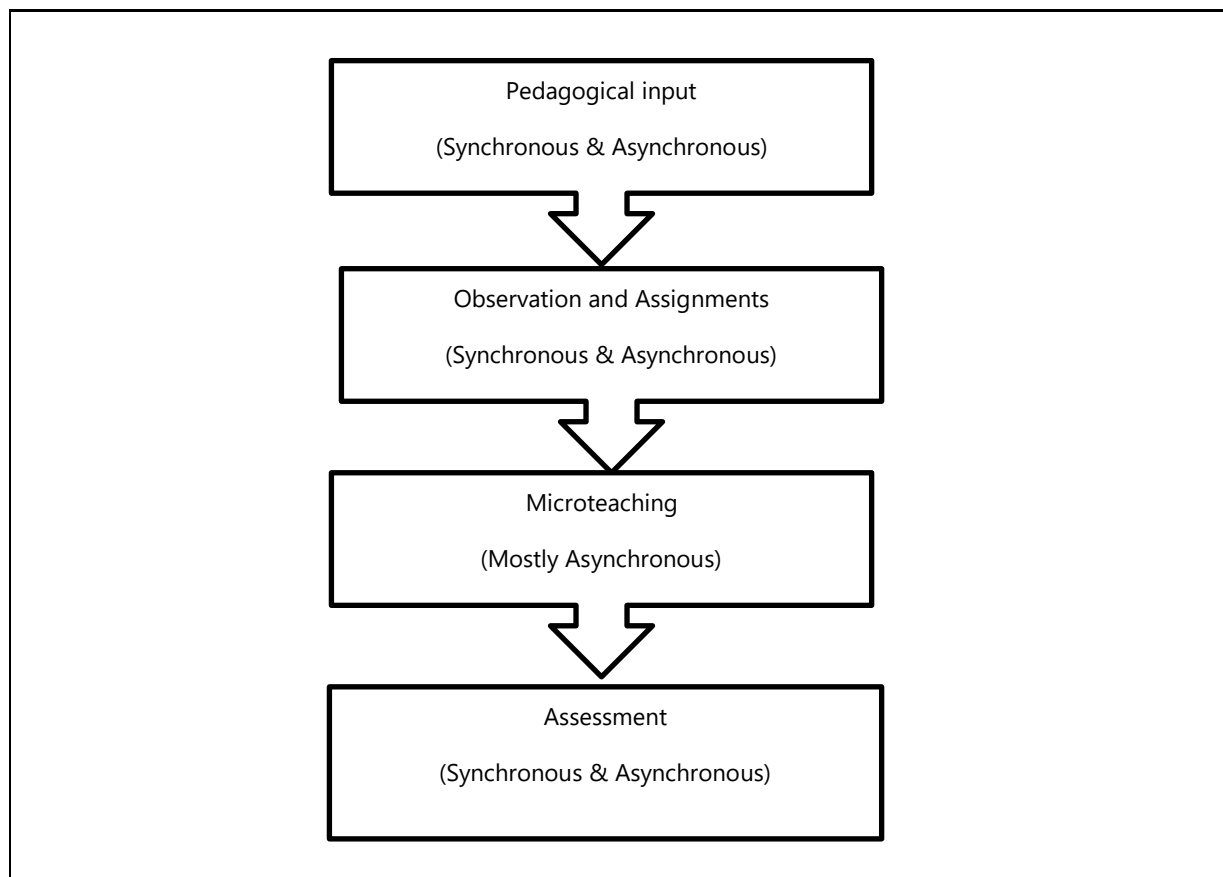 Pedagogical input
(Synchronous & Asynchronous)
Observation and Assignments
(Synchronous & Asynchronous)
Microteaching
(Mostly Asynchronous)
Assessment
(Synchronous & Asynchronous)